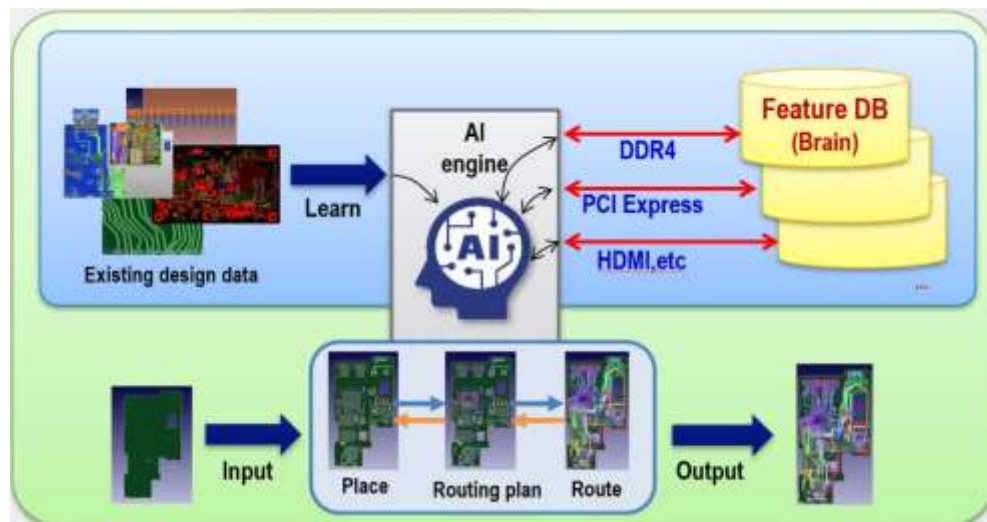 AI
engine
Feature DB
(Brain)
DDR4
Learn
PCI Express
AI
HDMI,etc
Existing design data
Input
Place
Routing plan
Route
Output